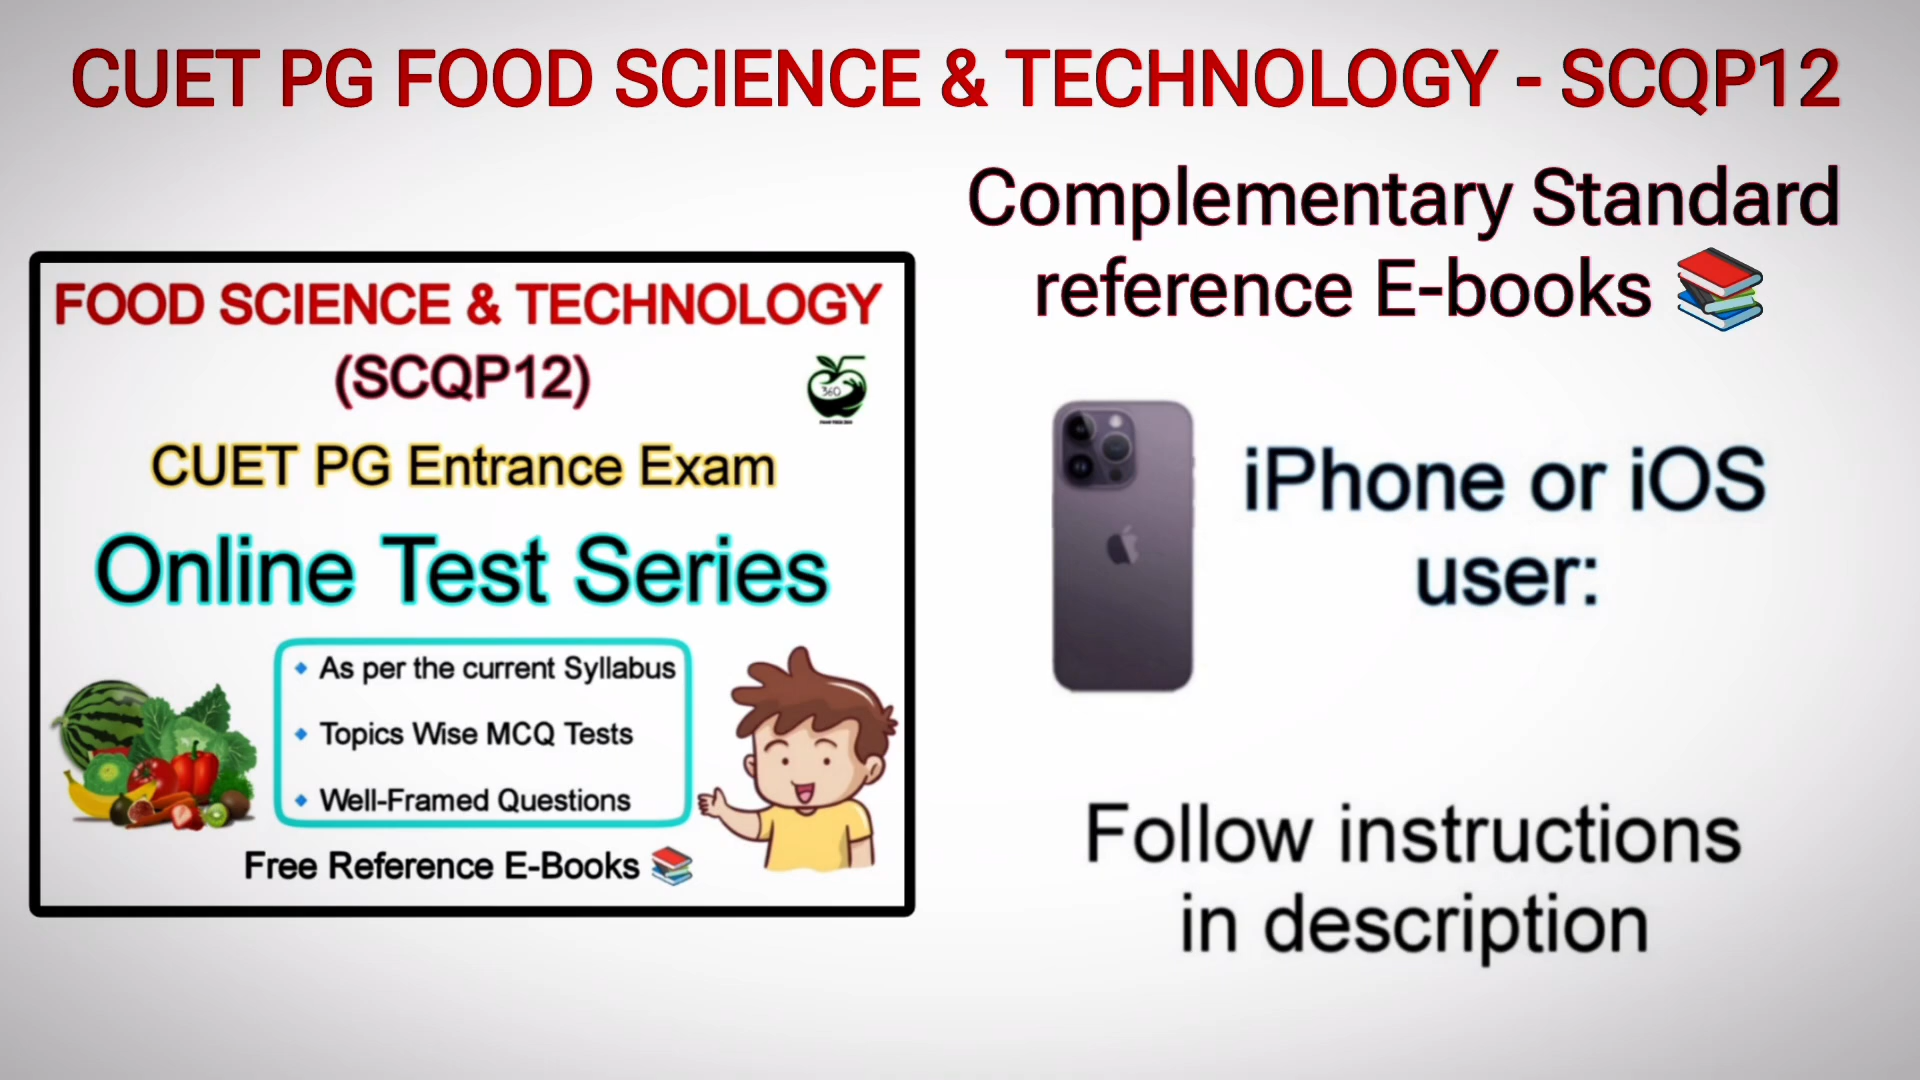 CUET PG FOOD SCIENCE & TECHNOLOGY - SCQP12
Complementary Standard
reference E-books 📚
FOOD SCIENCE & TECHNOLOGY
(SCQP12)
360
CUET PG Entrance Exam
Online Test Series
As per the current Syllabus
Topics Wise MCQ Tests
Well-Framed Questions
Free Reference E-Books 📚
iPhone or iOS
user:
Follow instructions
in description